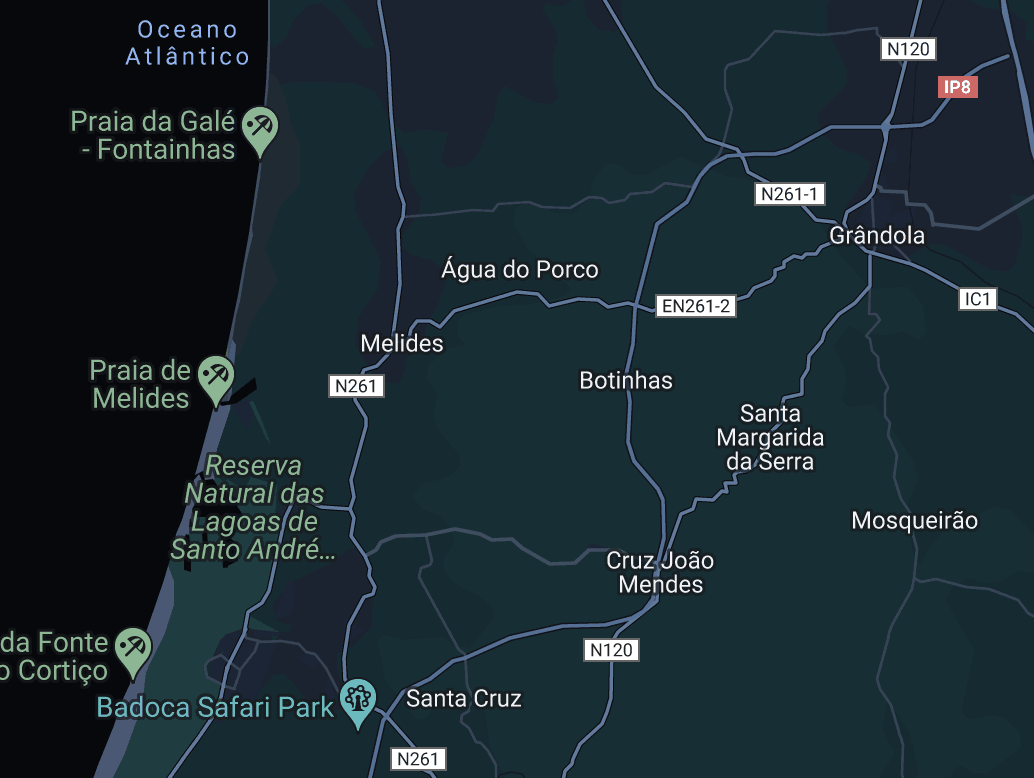 Oceano
Atlântico
N120
IP8
Praia da Galé
- Fontainhas
N261-1
Grândola
Água do Porco
EN261-2
IC1
Melides
Praia de
Melides
N261
Botinhas
Santa
Margarida
da Serra
Reserva
Natural das
Lagoas de
Santo André...
Mosqueirão
Cruz João
Mendes
da Fonte
o Cortiço
N120
Badoca Safari Park
Santa Cruz
N261